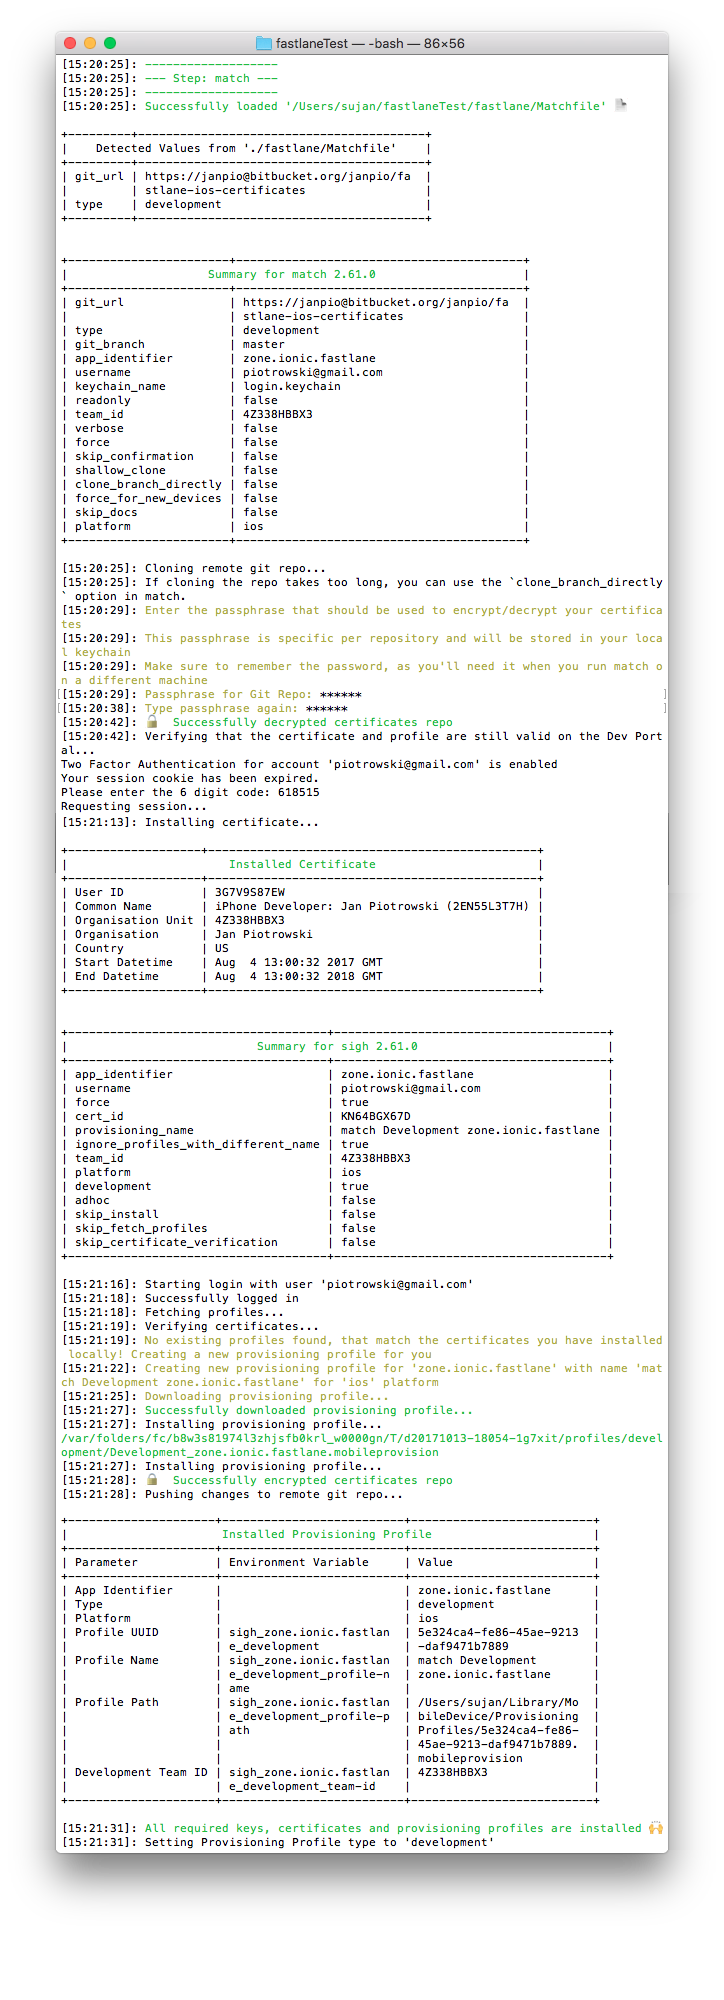 fastlaneTest — -bash — 86×56
[15:20:25]: -------------------
[15:20:25]: --- Step: match ---
[15:20:25]: -------------------
[15:20:25]: Successfully loaded '/Users/sujan/fastlaneTest/fastlane/Matchfile' 📄
+---------+-----------------------------------------+
|    Detected Values from './fastlane/Matchfile'    |
+---------+-----------------------------------------+
| git_url | https://janpio@bitbucket.org/janpio/fa  |
|         | stlane-ios-certificates                 |
| type    | development                             |
+---------+-----------------------------------------+
+-----------------------+-----------------------------------------+
|                    Summary for match 2.61.0                     |
+-----------------------+-----------------------------------------+
| git_url               | https://janpio@bitbucket.org/janpio/fa  |
|                       | stlane-ios-certificates                 |
| type                  | development                             |
| git_branch            | master                                  |
| app_identifier        | zone.ionic.fastlane                     |
| username              | piotrowski@gmail.com                    |
| keychain_name         | login.keychain                          |
| readonly              | false                                   |
| team_id               | 4Z338HBBX3                              |
| verbose               | false                                   |
| force                 | false                                   |
| skip_confirmation     | false                                   |
| shallow_clone         | false                                   |
| clone_branch_directly | false                                   |
| force_for_new_devices | false                                   |
| skip_docs             | false                                   |
| platform              | ios                                     |
+-----------------------+-----------------------------------------+
[15:20:25]: Cloning remote git repo...
[15:20:25]: If cloning the repo takes too long, you can use the `clone_branch_directly
` option in match.
[15:20:29]: Enter the passphrase that should be used to encrypt/decrypt your certifica
tes
[15:20:29]: This passphrase is specific per repository and will be stored in your loca
l keychain
[15:20:29]: Make sure to remember the password, as you'll need it when you run match o
n a different machine
[15:20:29]: Passphrase for Git Repo: ******
[15:20:38]: Type passphrase again: ******
[15:20:42]: 🔓  Successfully decrypted certificates repo
[15:20:42]: Verifying that the certificate and profile are still valid on the Dev Port
al...
Two Factor Authentication for account 'piotrowski@gmail.com' is enabled
Your session cookie has been expired.
Please enter the 6 digit code: 618515
Requesting session...
[15:21:13]: Installing certificate...
+-------------------+-----------------------------------------------+
|                       Installed Certificate                       |
+-------------------+-----------------------------------------------+
| User ID           | 3G7V9S87EW                                    |
| Common Name       | iPhone Developer: Jan Piotrowski (2EN55L3T7H) |
| Organisation Unit | 4Z338HBBX3                                    |
| Organisation      | Jan Piotrowski                                |
| Country           | US                                            |
| Start Datetime    | Aug  4 13:00:32 2017 GMT                      |
| End Datetime      | Aug  4 13:00:32 2018 GMT                      |
+-------------------+-----------------------------------------------+
+-------------------------------------+---------------------------------------+
|                           Summary for sigh 2.61.0                           |
+-------------------------------------+---------------------------------------+
| app_identifier                      | zone.ionic.fastlane                   |
| username                            | piotrowski@gmail.com                  |
| force                               | true                                  |
| cert_id                             | KN64BGX67D                            |
| provisioning_name                   | match Development zone.ionic.fastlane |
| ignore_profiles_with_different_name | true                                  |
| team_id                             | 4Z338HBBX3                            |
| platform                            | ios                                   |
| development                         | true                                  |
| adhoc                               | false                                 |
| skip_install                        | false                                 |
| skip_fetch_profiles                 | false                                 |
| skip_certificate_verification       | false                                 |
+-------------------------------------+---------------------------------------+
[15:21:16]: Starting login with user 'piotrowski@gmail.com'
[15:21:18]: Successfully logged in
[15:21:18]: Fetching profiles...
[15:21:19]: Verifying certificates...
[15:21:19]: No existing profiles found, that match the certificates you have installed
 locally! Creating a new provisioning profile for you
[15:21:22]: Creating new provisioning profile for 'zone.ionic.fastlane' with name 'mat
ch Development zone.ionic.fastlane' for 'ios' platform
[15:21:25]: Downloading provisioning profile...
[15:21:27]: Successfully downloaded provisioning profile...
[15:21:27]: Installing provisioning profile...
/var/folders/fc/b8w3s81974l3zhjsfb0krl_w0000gn/T/d20171013-18054-1g7xit/profiles/devel
opment/Development_zone.ionic.fastlane.mobileprovision
[15:21:27]: Installing provisioning profile...
[15:21:28]: 🔒  Successfully encrypted certificates repo
[15:21:28]: Pushing changes to remote git repo...
+---------------------+--------------------------+--------------------------+
|                      Installed Provisioning Profile                       |
+---------------------+--------------------------+--------------------------+
| Parameter           | Environment Variable     | Value                    |
+---------------------+--------------------------+--------------------------+
| App Identifier      |                          | zone.ionic.fastlane      |
| Type                |                          | development              |
| Platform            |                          | ios                      |
| Profile UUID        | sigh_zone.ionic.fastlan  | 5e324ca4-fe86-45ae-9213  |
|                     | e_development            | -daf9471b7889            |
| Profile Name        | sigh_zone.ionic.fastlan  | match Development        |
|                     | e_development_profile-n  | zone.ionic.fastlane      |
|                     | ame                      |                          |
| Profile Path        | sigh_zone.ionic.fastlan  | /Users/sujan/Library/Mo  |
|                     | e_development_profile-p  | bileDevice/Provisioning  |
|                     | ath                      | Profiles/5e324ca4-fe86-  |
|                     |                          | 45ae-9213-daf9471b7889.  |
|                     |                          | mobileprovision          |
| Development Team ID | sigh_zone.ionic.fastlan  | 4Z338HBBX3               |
|                     | e_development_team-id    |                          |
+---------------------+--------------------------+--------------------------+
[15:21:31]: All required keys, certificates and provisioning profiles are installed 🙌
[15:21:31]: Setting Provisioning Profile type to 'development'